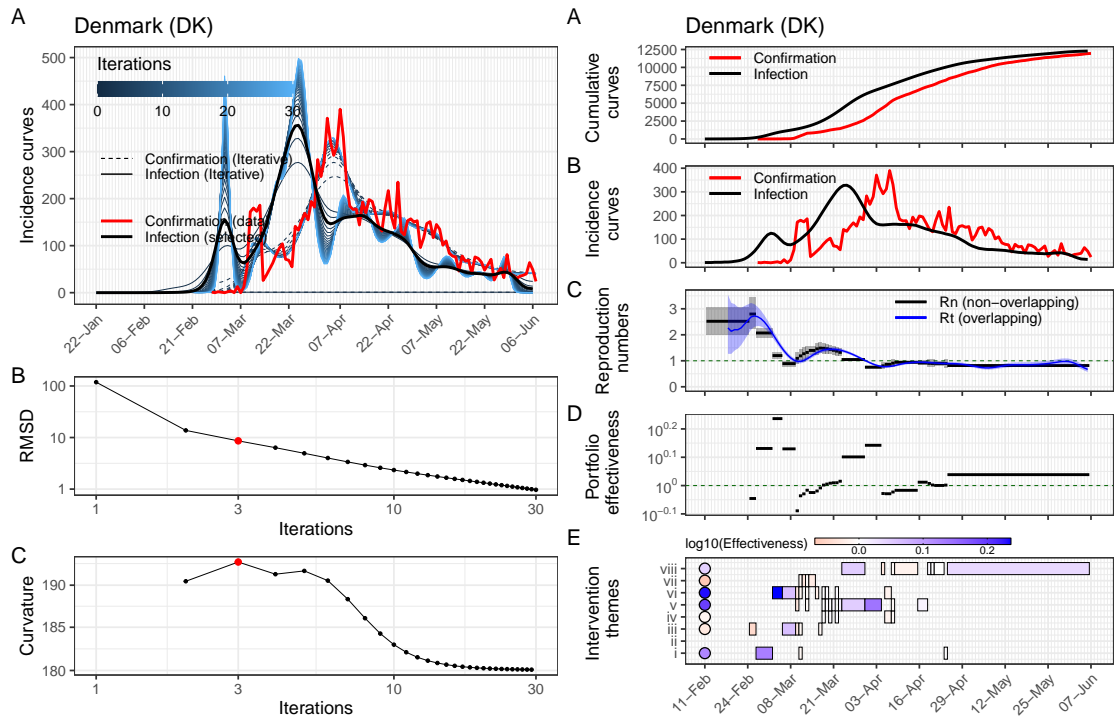 A
Denmark (DK)
Incidence curves
500
400
300
200
100
0
Iterations
0
10
20
30
Confirmation (Iterative)
Infection (Iterative)
Confirmation (data)
Infection (selected)
22−Jan
06−Feb
21−Feb
07−Mar
22−Mar
07−Apr
22−Apr
07−May
22−May
06−Jun
B
RMSD
100
10
1
1
3
10
30
Iterations
C
Curvature
190
185
180
1
3
10
30
Iterations
A
Denmark (DK)
Cumulative
curves
12500
10000
7500
5000
2500
0
Confirmation
Infection
B
Incidence
curves
400
300
200
100
0
Confirmation
Infection
C
Reproduction
numbers
3
2
1
0
Rn (non−overlapping)
Rt (overlapping)
D
Portfolio
effectiveness
10^0.2
10^0.1
10^0
10^−0.1
E
log10(Effectiveness)
0.0
0.1
0.2
Intervention
themes
viii
vii
vi
v
iv
iii
ii
i
11−Feb
24−Feb
08−Mar
21−Mar
03−Apr
16−Apr
29−Apr
12−May
25−May
07−Jun